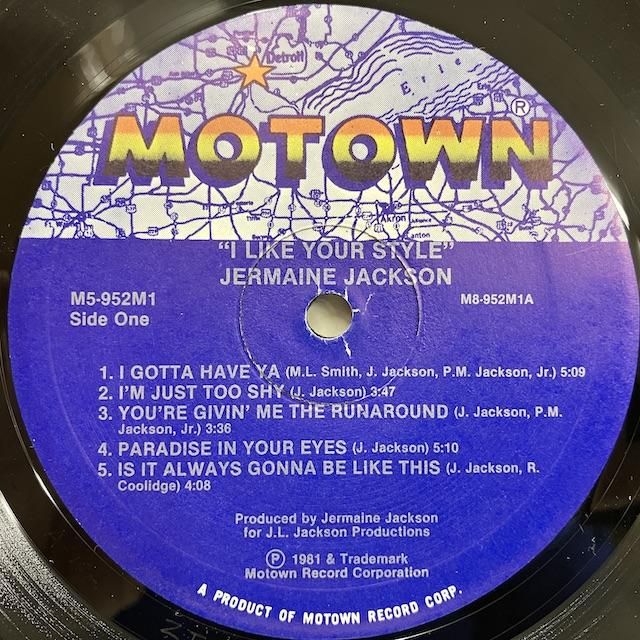 Detroit
Erie
Erie
MOTOWN®
Akron
Canton
"I LIKE YOUR STYLE"
JERMAINE JACKSON
M5-952M1
M8-952M1A
Side One
1. I GOTTA HAVE YA (M.L. Smith, J. Jackson, P.M. Jackson, Jr.) 5:09
2. I'M JUST TOO SHY (J. Jackson) 3:47
3. YOU'RE GIVIN' ME THE RUNAROUND (J. Jackson, P.M.
Jackson, Jr.) 3:36
4. PARADISE IN YOUR EYES (J. Jackson) 5:10
5. IS IT ALWAYS GONNA BE LIKE THIS (J. Jackson, R.
Coolidge) 4:08
Produced by Jermaine Jackson
for J.L. Jackson Productions
℗ 1981 & Trademark
Motown Record Corporation
A PRODUCT OF MOTOWN RECORD CORP.